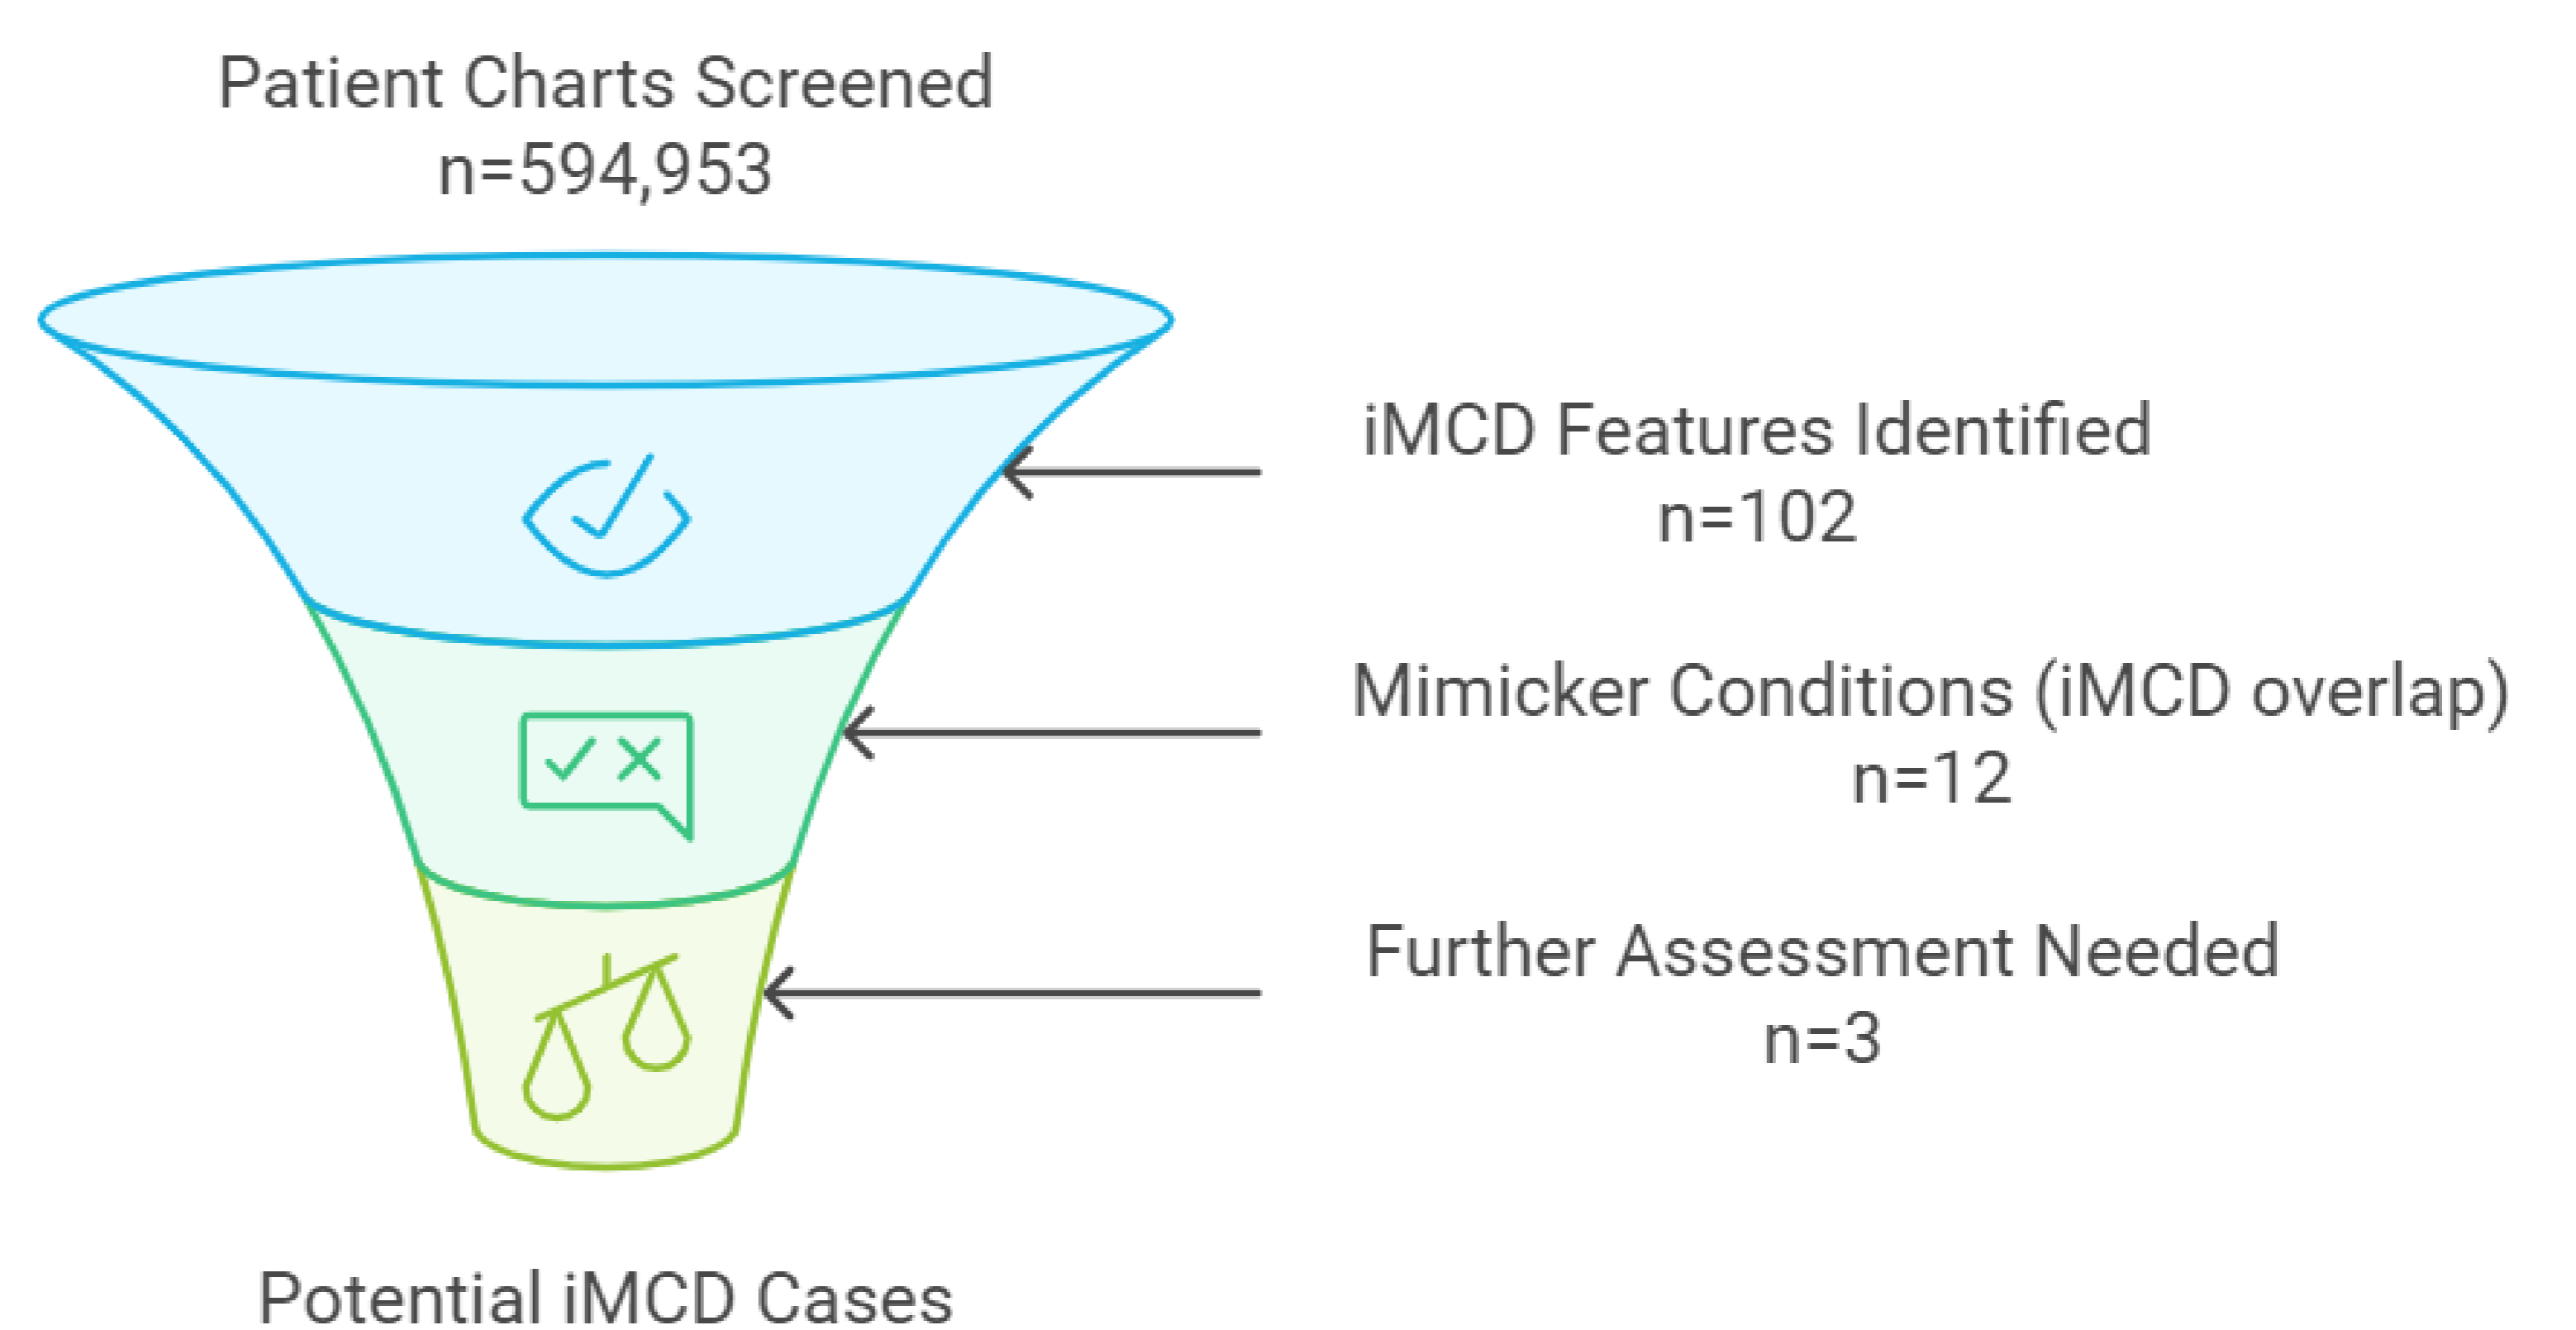 Patient Charts Screened
n=594,953
iMCD Features Identified
n=102
Mimicker Conditions (iMCD overlap)
n=12
Further Assessment Needed
n=3
Potential iMCD Cases